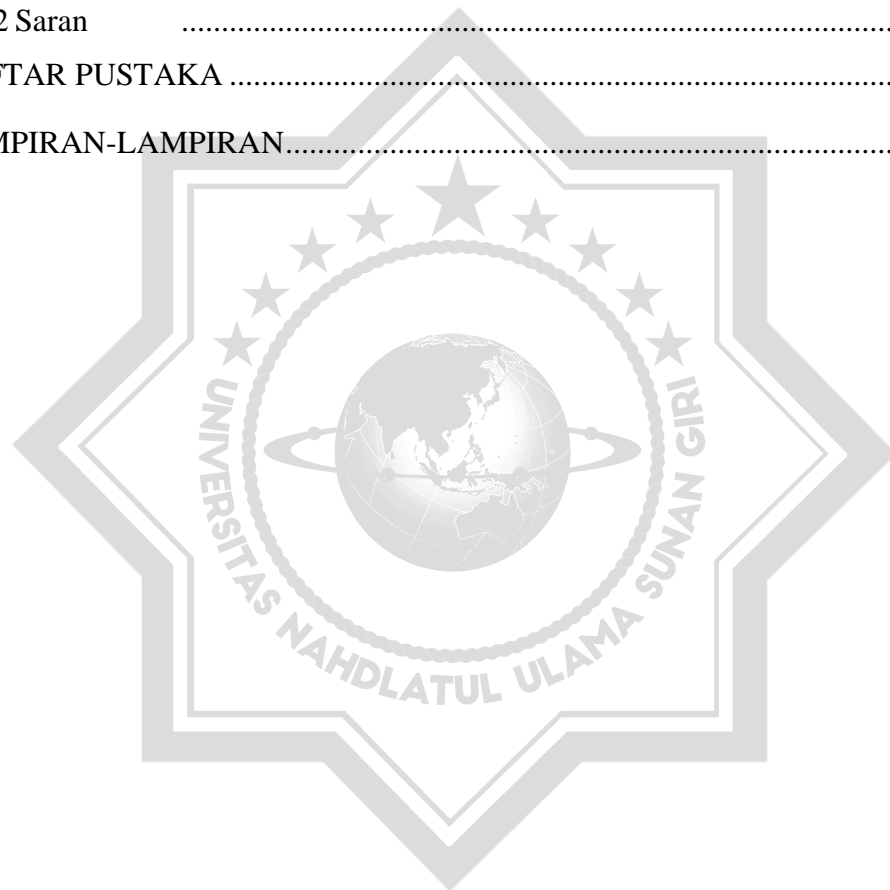 2 Saran ........................................................................................
TAR PUSTAKA ..................................................................................
MPIRAN-LAMPIRAN...........................................................................
UNIVERSITAS NAHDLATUL ULAMA SUNAN GIRI